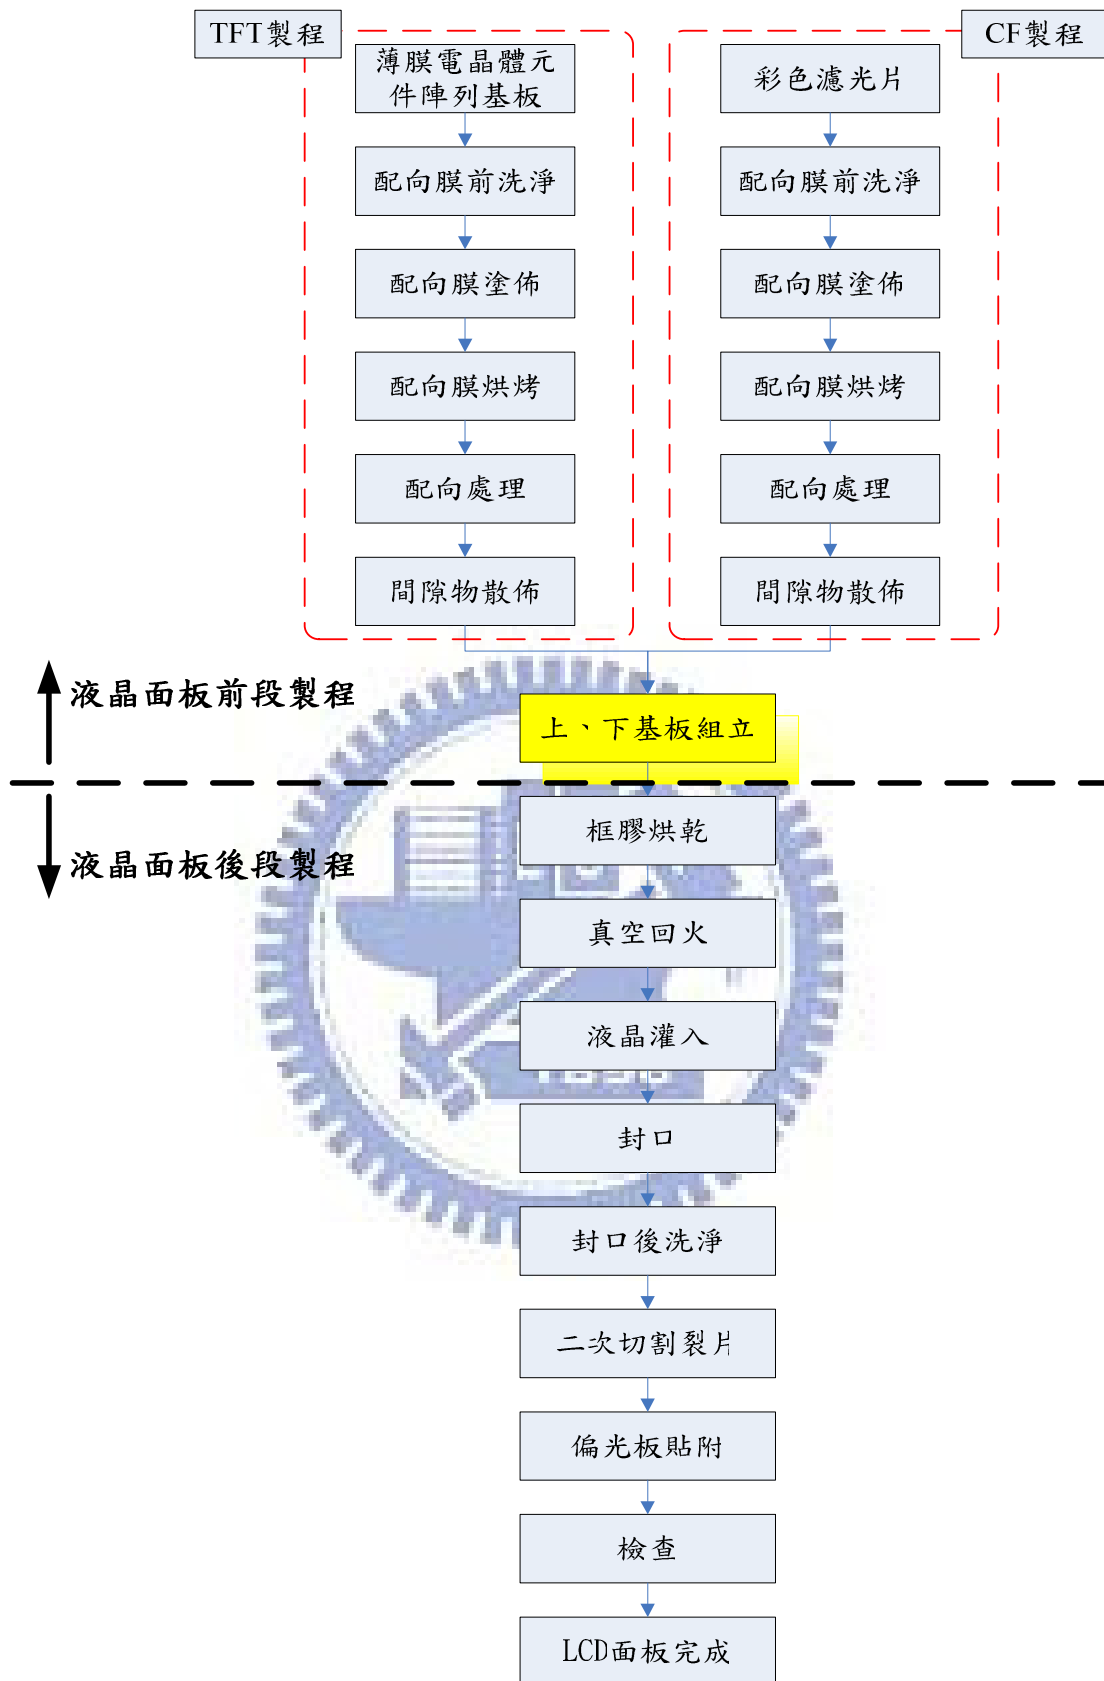 TFT製程
薄膜電晶體元
件陣列基板
配向膜前洗淨
配向膜塗佈
配向膜烘烤
配向處理
間隙物散佈
CF製程
彩色濾光片
配向膜前洗淨
配向膜塗佈
配向膜烘烤
配向處理
間隙物散佈
液晶面板前段製程
上、下基板組立
液晶面板後段製程
框膠烘乾
真空回火
液晶灌入
1896
封口
封口後洗淨
二次切割裂片
偏光板貼附
檢查
LCD面板完成